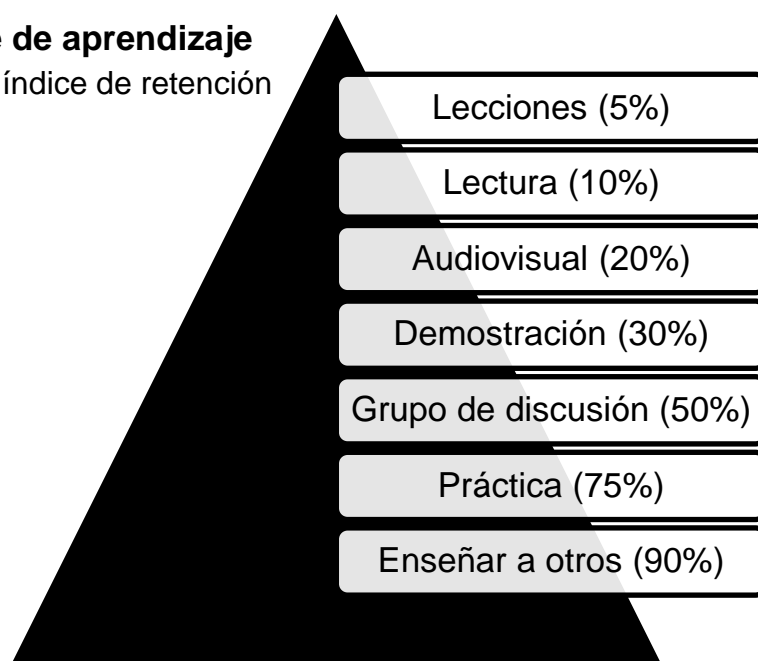 de aprendizaje
índice de retención
Lecciones (5%)
Lectura (10%)
Audiovisual (20%)
Demostración (30%)
Grupo de discusión (50%)
Práctica (75%)
Enseñar a otros (90%)